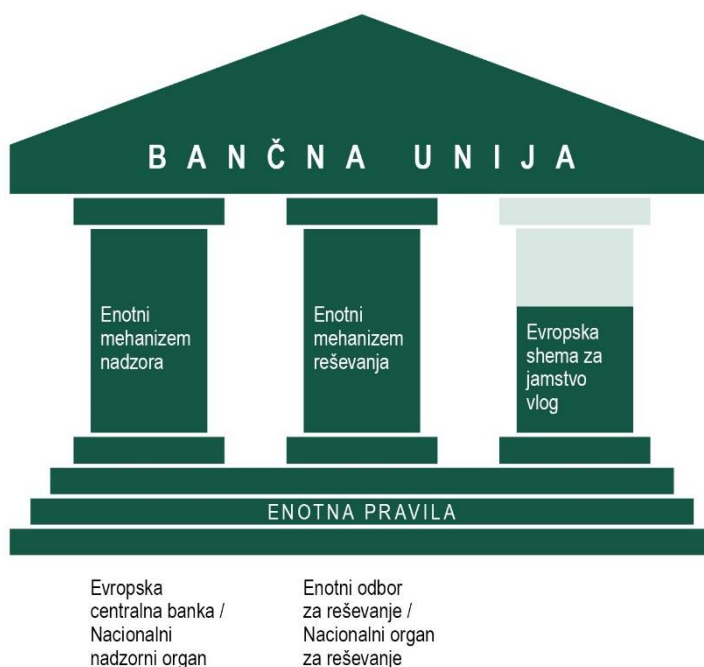 BANČNA UNIJA
Enotni
mehanizem
nadzora
Enotni
mehanizem
reševanja
Evropska
shema za
jamstvo
vlog
ENOTNA PRAVILA
Evropska
centralna banka /
Nacionalni
nadzorni organ
Enotni odbor
za reševanje /
Nacionalni organ
za reševanje